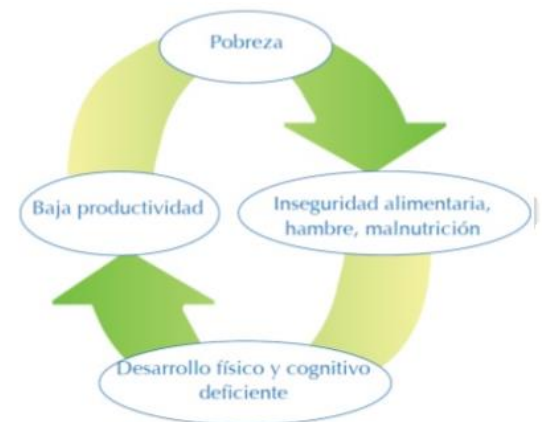 Pobreza
Baja productividad
Inseguridad alimentaria,
hambre, malnutrición
Desarrollo físico y cognitivo
deficiente